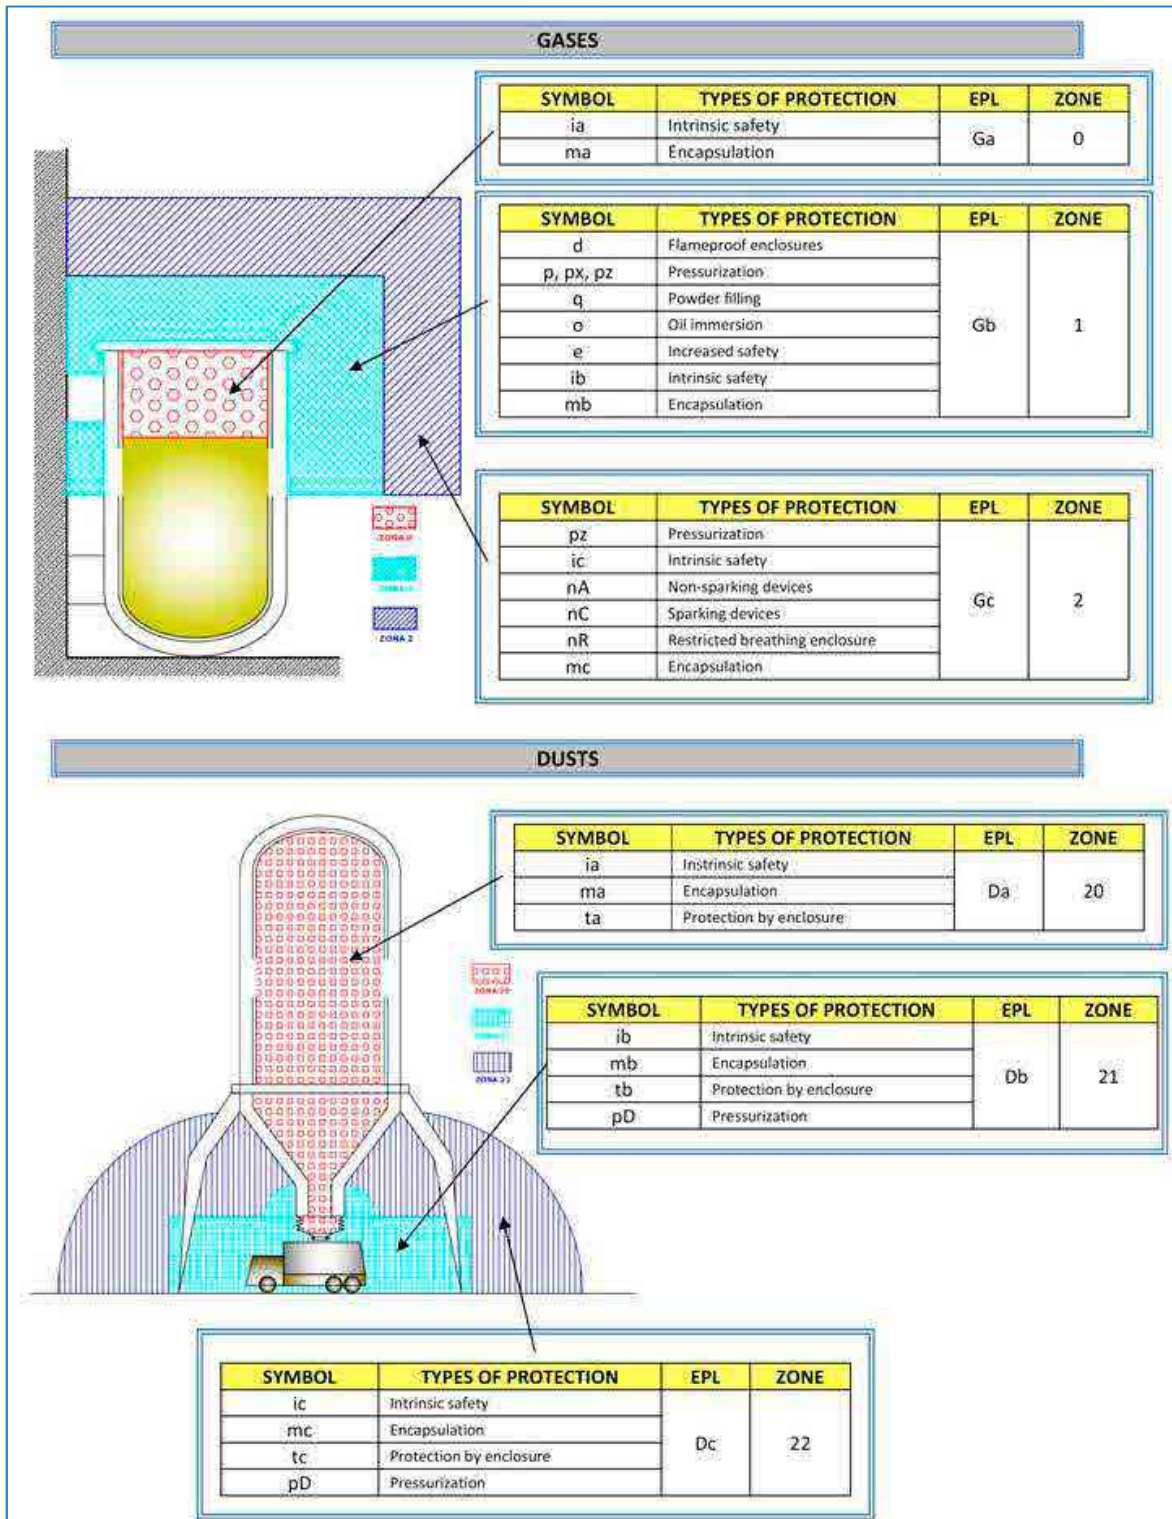 GASES
SYMBOL TYPES OF PROTECTION EPL ZONE
ia Intrinsic safety Ga 0
ma Encapsulation
SYMBOL TYPES OF PROTECTION EPL ZONE
d Flameproof enclosures Gb 1
p, px, pz Pressurization
q Powder filling
o Oil immersion
e Increased safety
ib Intrinsic safety
mb Encapsulation
ZONA 0
ZONA 2
SYMBOL TYPES OF PROTECTION EPL ZONE
pz Pressurization Gc 2
ic Intrinsic safety
nA Non-sparking devices
nC Sparking devices
nR Restricted breathing enclosure
mc Encapsulation
DUSTS
SYMBOL TYPES OF PROTECTION EPL ZONE
ia Instrinsic safety Da 20
ma Encapsulation
ta Protection by enclosure
ZONA 20
ZONA 22
SYMBOL TYPES OF PROTECTION EPL ZONE
ib Intrinsic safety Db 21
mb Encapsulation
tb Protection by enclosure
pD Pressurization
SYMBOL TYPES OF PROTECTION EPL ZONE
ic Intrinsic safety Dc 22
mc Encapsulation
tc Protection by enclosure
pD Pressurization